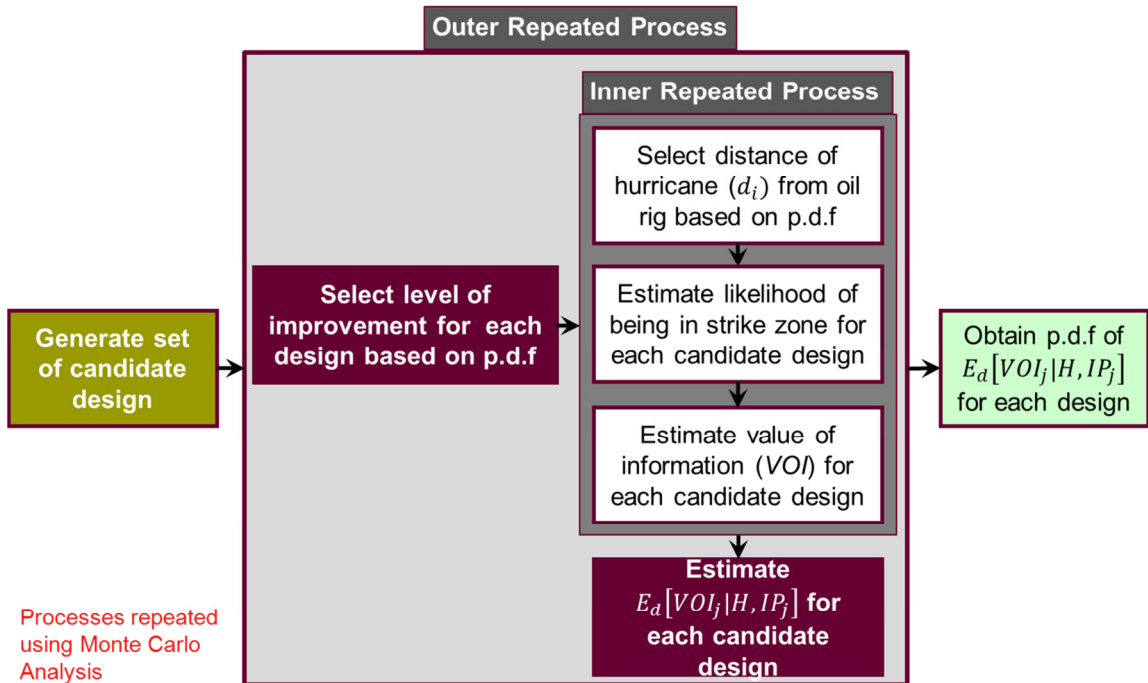 Outer Repeated Process
Inner Repeated Process
Select distance of
hurricane (d_i) from oil
rig based on p.d.f
Select level of
improvement for each
design based on p.d.f
Estimate likelihood of
being in strike zone for
each candidate design
Generate set
of candidate
design
Obtain p.d.f of
E_d[VOI_j|H, IP_j]
for each design
Estimate value of
information (VOI) for
each candidate design
Estimate
E_d[VOI_j|H, IP_j] for
each candidate
design
Processes repeated
using Monte Carlo
Analysis